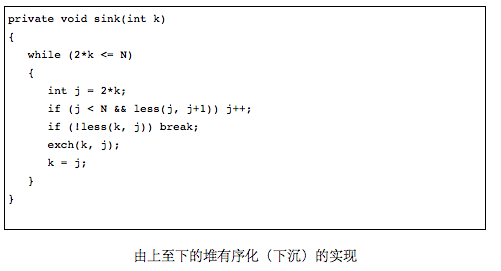 private void sink(int k)
{
   while (2*k <= N)
   {
      int j = 2*k;
      if (j < N && less(j, j+1)) j++;
      if (!less(k, j)) break;
      exch(k, j);
      k = j;
   }
}
由上至下的堆有序化（下沉）的实现